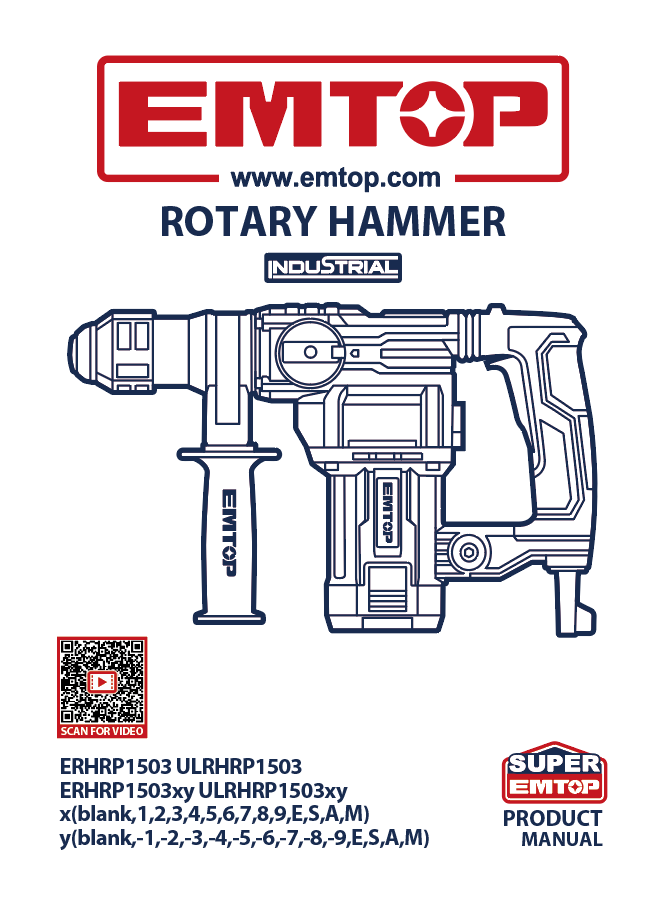 EMTOP
www.emtop.com
ROTARY HAMMER
INDUSTRIAL
EMTOP
EMTOP
SCAN FOR VIDEO
ERHRP1503 ULRHRP1503
ERHRP1503xy ULRHRP1503xy
x(blank,1,2,3,4,5,6,7,8,9,E,S,A,M)
y(blank,-1,-2,-3,-4,-5,-6,-7,-8,-9,E,S,A,M)
SUPER
EMTOP
PRODUCT
MANUAL